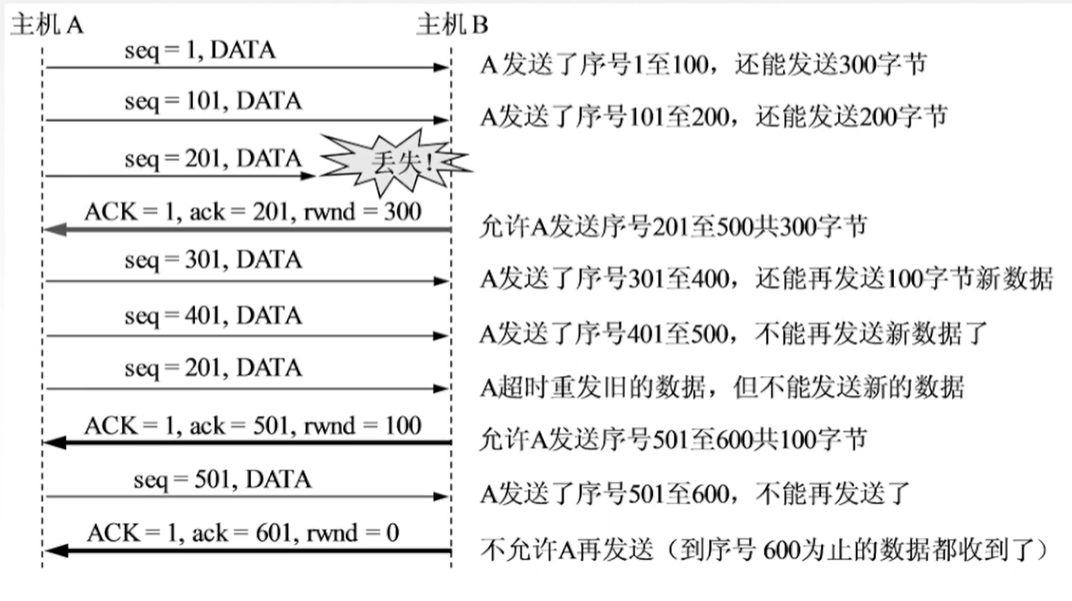 主机A 主机B
seq = 1, DATA A发送了序号1至100，还能发送300字节
seq = 101, DATA A发送了序号101至200，还能发送200字节
seq = 201, DATA 丢失！
ACK = 1, ack = 201, rwnd = 300 允许A发送序号201至500共300字节
seq = 301, DATA A发送了序号301至400，还能再发送100字节新数据
seq = 401, DATA A发送了序号401至500，不能再发送新数据了
seq = 201, DATA A超时重发旧的数据，但不能发送新的数据
ACK = 1, ack = 501, rwnd = 100 允许A发送序号501至600共100字节
seq = 501, DATA A发送了序号501至600，不能再发送了
ACK = 1, ack = 601, rwnd = 0 不允许A再发送（到序号600为止的数据都收到了）